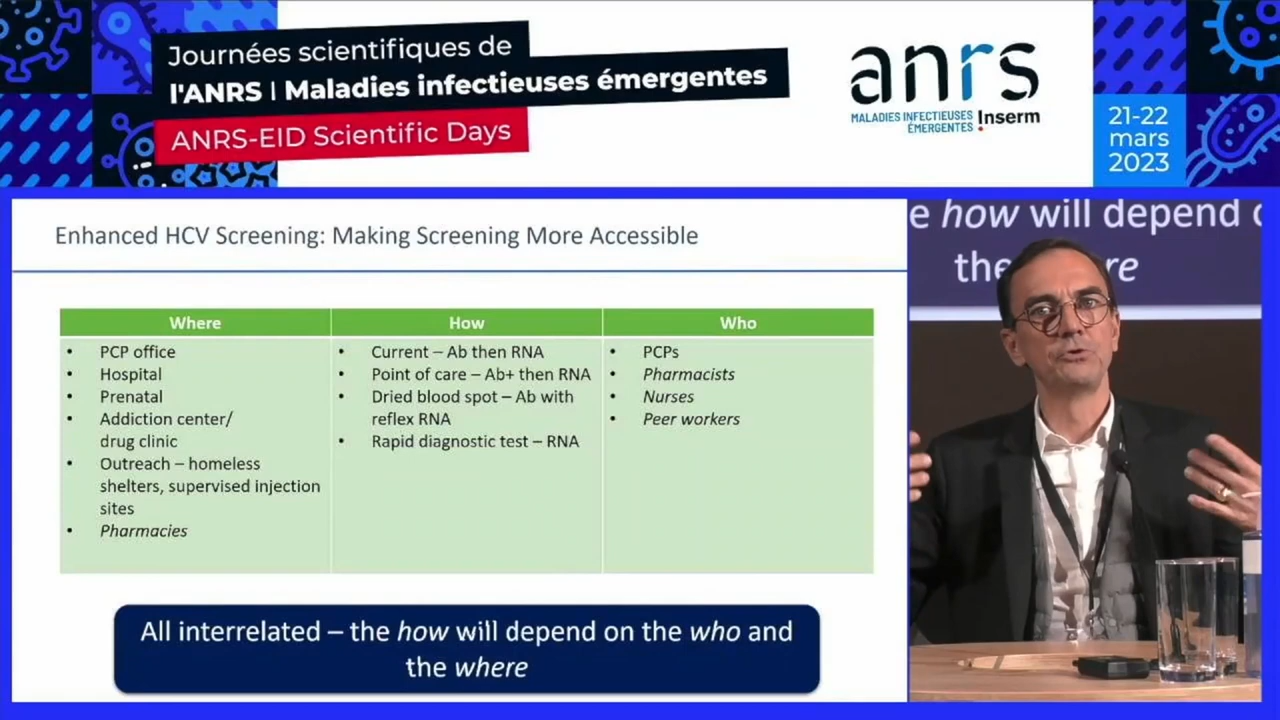 Journées scientifiques de
l'ANRS | Maladies infectieuses émergentes
ANRS-EID Scientific Days
anrs
MALADIES INFECTIEUSES
ÉMERGENTES
Inserm
21-22
mars
2023
Enhanced HCV Screening: Making Screening More Accessible
Where
• PCP office
• Hospital
• Prenatal
• Addiction center/
drug clinic
• Outreach – homeless
shelters, supervised injection
sites
• Pharmacies
How
• Current – Ab then RNA
• Point of care – Ab+ then RNA
• Dried blood spot – Ab with
reflex RNA
• Rapid diagnostic test – RNA
Who
• PCPs
• Pharmacists
• Nurses
• Peer workers
All interrelated – the how will depend on the who and
the where
e how will depend
the re